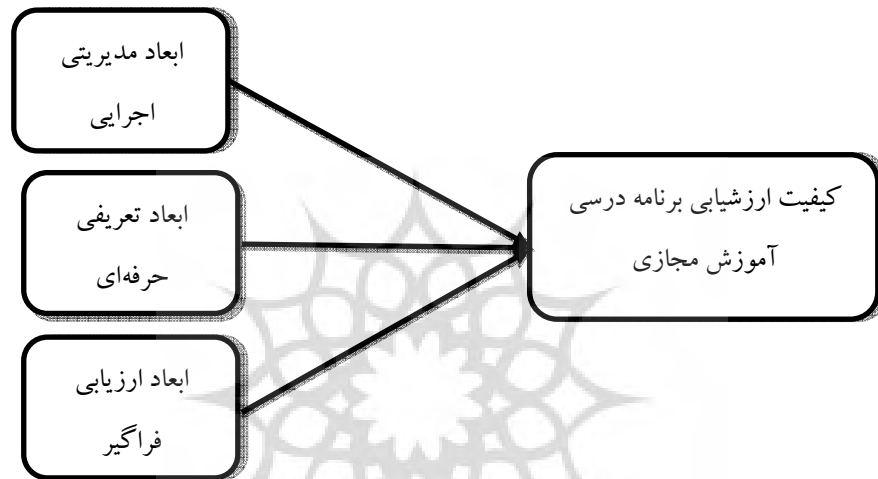 ابعاد مدیریتی
اجرایی
ابعاد تعریفی
حرفه‌ای
ابعاد ارزیابی
فراگیر
کیفیت ارزشیابی برنامه درسی
آموزش مجازی